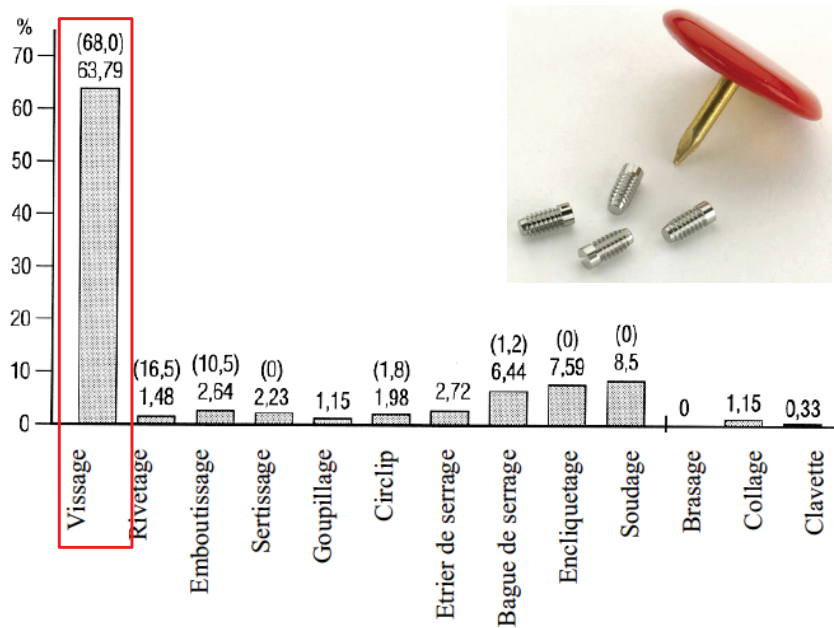 %
70
60
50
40
30
20
10
0
(68,0)
63,79
(16,5)
1,48
(10,5)
2,64
(0)
2,23
1,15
(1,8)
1,98
2,72
(1,2)
6,44
(0)
7,59
(0)
8,5
0
1,15
0,33
Vissage
Rivetage
Emboutissage
Sertissage
Goupillage
Circlip
Etrier de serrage
Bague de serrage
Encliquetage
Soudage
Brasage
Collage
Clavette